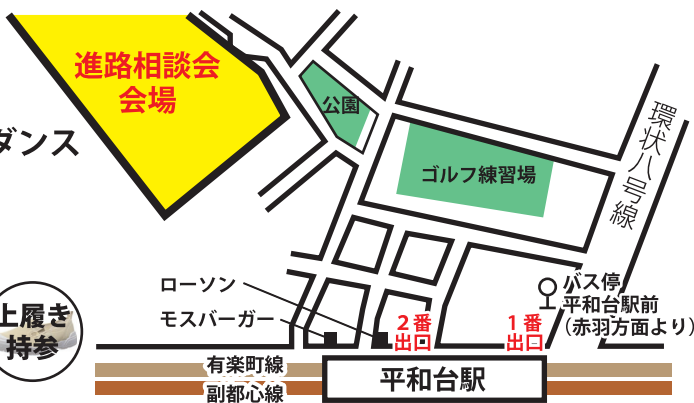 進路相談会
会場
ダンス
公園
ゴルフ練習場
環状八号線
ローソン
モスバーガー
バス停
平和台駅前
（赤羽方面より）
2番
出口
1番
出口
上履き
持参
有楽町線
副都心線
平和台駅